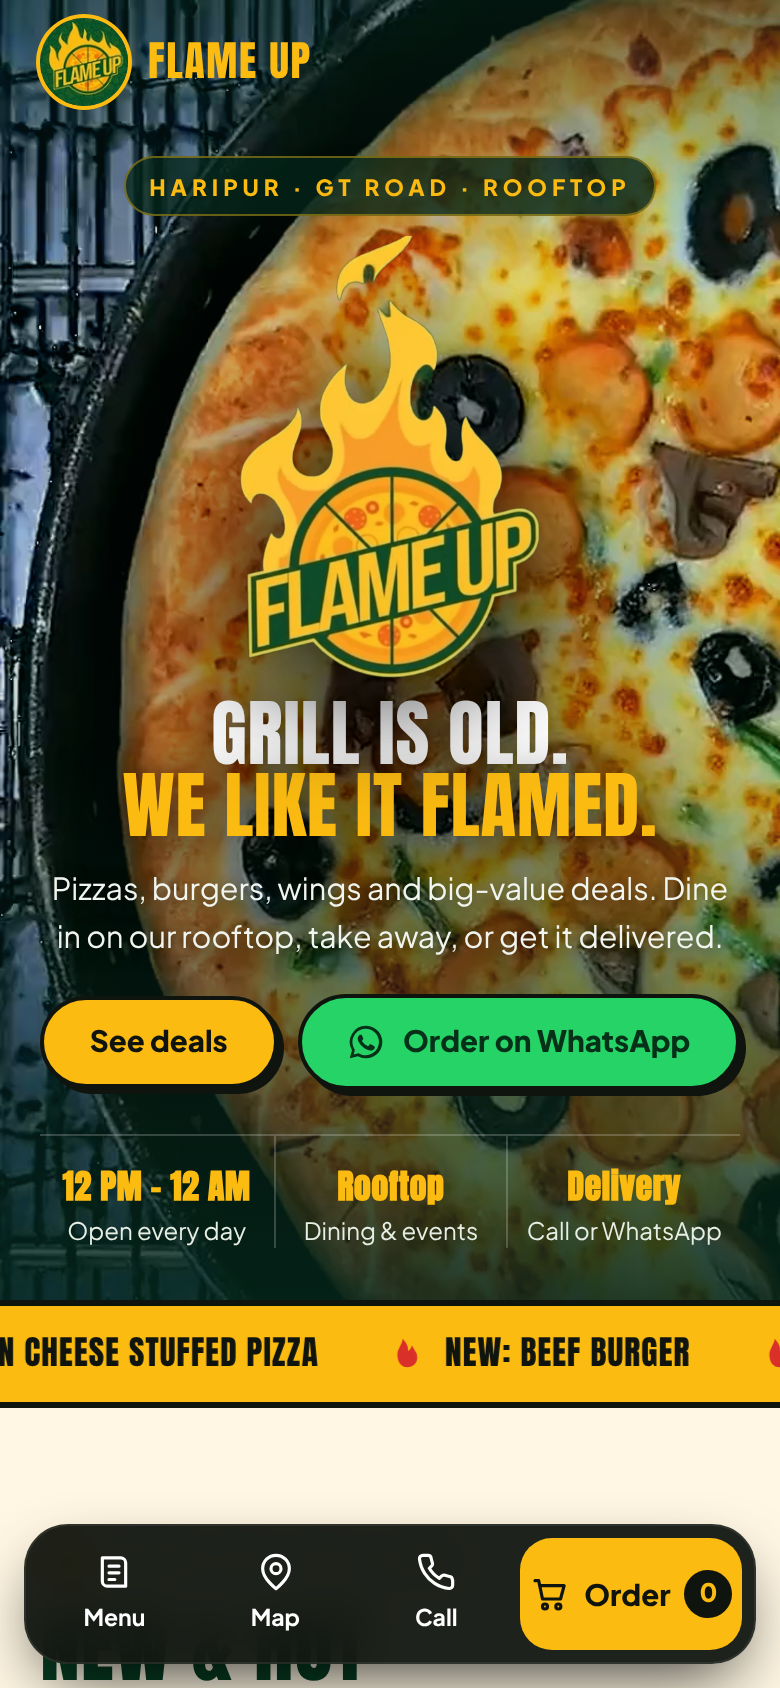 FLAME UP
FLAME UP
HARIPUR · GT ROAD · ROOFTOP
FLAME UP
GRILL IS OLD.
WE LIKE IT FLAMED.
Pizzas, burgers, wings and big-value deals. Dine
in on our rooftop, take away, or get it delivered.
See deals
Order on WhatsApp
12 PM - 12 AM
Open every day
Rooftop
Dining & events
Delivery
Call or WhatsApp
N CHEESE STUFFED PIZZA
NEW: BEEF BURGER
Menu
Map
Call
Order 0
NEW & HOT